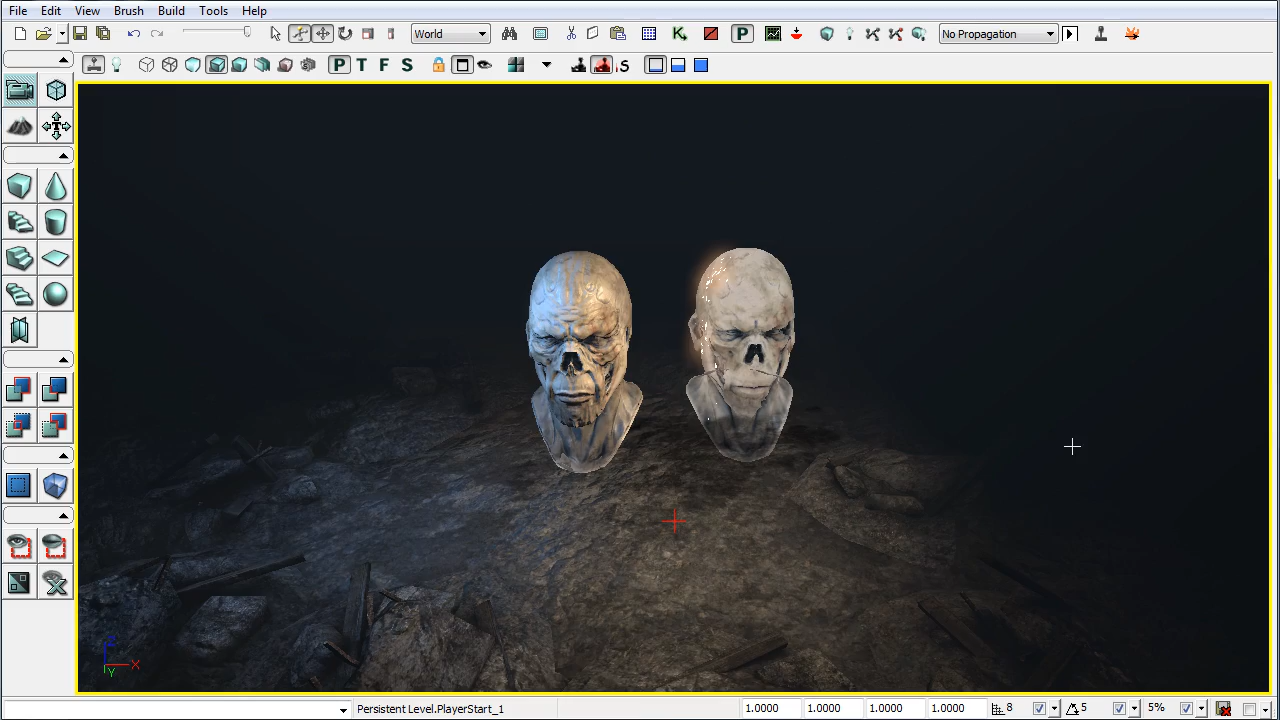 File Edit View Brush Build Tools Help
World P No Propagation
P T F S S
Z
X
Y
Persistent Level.PlayerStart_1 1.0000 1.0000 1.0000 1.0000 8 5 5%